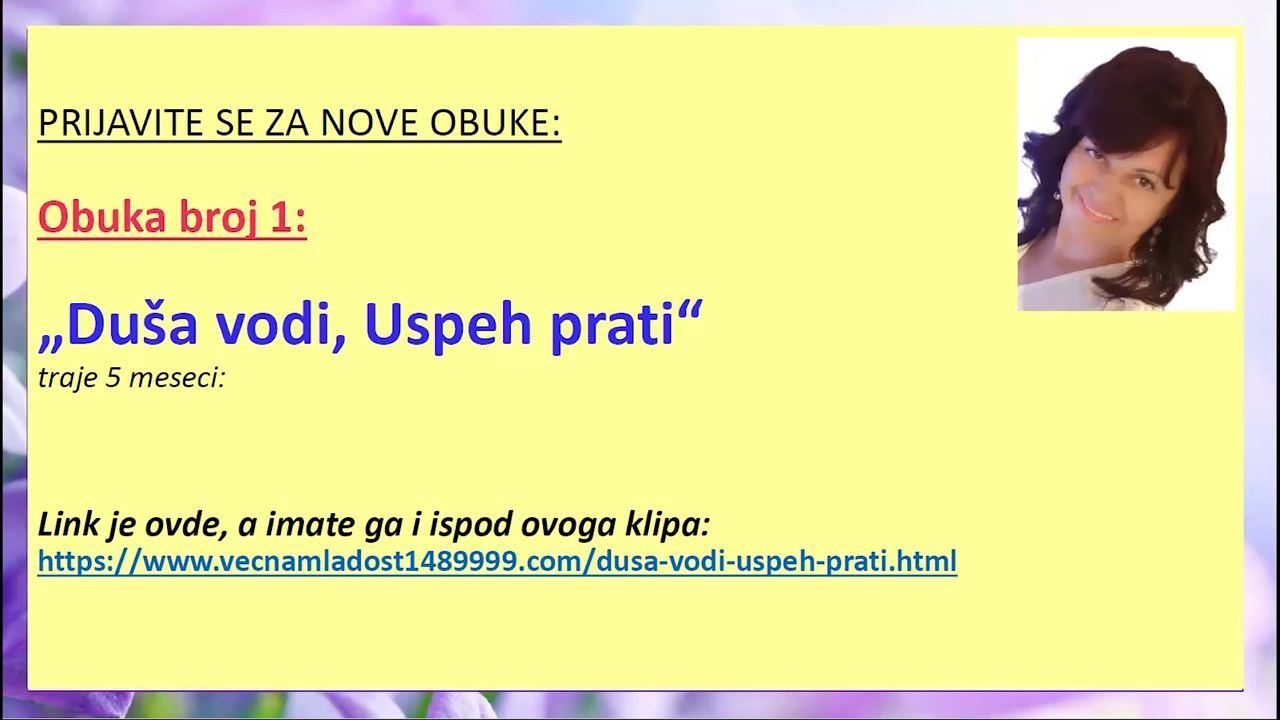 PRIJAVITE SE ZA NOVE OBUKE:
Obuka broj 1:
„Duša vodi, Uspeh prati“
traje 5 meseci:
Link je ovde, a imate ga i ispod ovoga klipa:
https://www.vecnamladost1489999.com/dusa-vodi-uspeh-prati.html